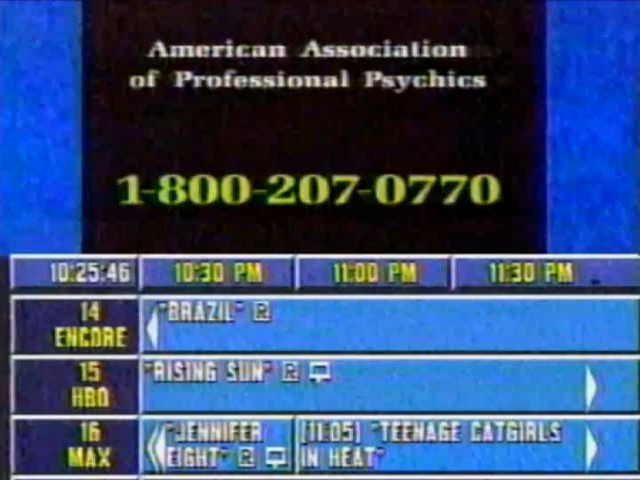 American Association
of Professional Psychics
1-800-207-0770
10:25:46 10:30 PM 11:00 PM 11:30 PM
14 "BRAZIL" R
ENCORE
15 "RISING SUN" R
HBO
16 "JENNIFER [11:05] "TEENAGE CATGIRLS
MAX EIGHT" R IN HEAT"